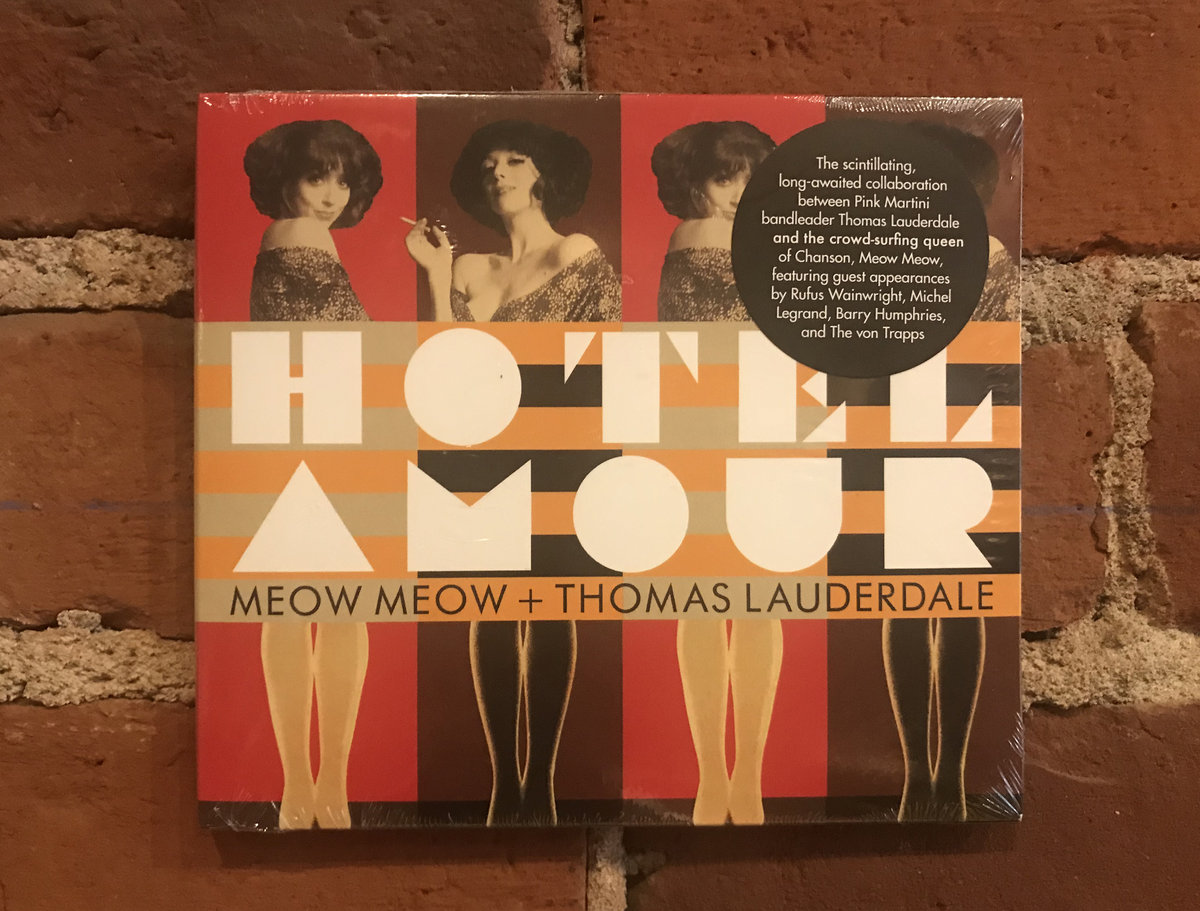 The scintillating,
long-awaited collaboration
between Pink Martini
bandleader Thomas Lauderdale
and the crowd-surfing queen
of Chanson, Meow Meow,
featuring guest appearances
by Rufus Wainwright, Michel
Legrand, Barry Humphries,
and The von Trapps
HOTEL
AMOUR
MEOW MEOW + THOMAS LAUDERDALE